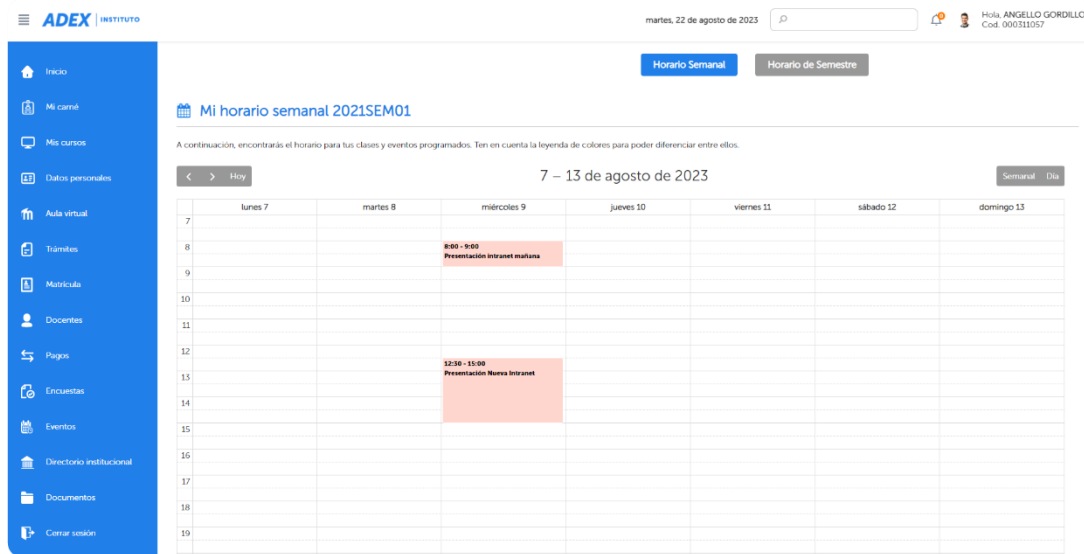 ADEX INSTITUTO
martes, 22 de agosto de 2023
Hola, ANGELLO GORDILLO
Cod. 000311057
Inicio
Mi carné
Mis cursos
Datos personales
Aula virtual
Trámites
Matrícula
Docentes
Pagos
Encuestas
Eventos
Directorio institucional
Documentos
Cerrar sesión
Horario Semanal
Horario de Semestre
Mi horario semanal 2021SEM01
A continuación, encontrarás el horario para tus clases y eventos programados. Ten en cuenta la leyenda de colores para poder diferenciar entre ellos.
Hoy
7 – 13 de agosto de 2023
Semanal Día
lunes 7 martes 8 miércoles 9 jueves 10 viernes 11 sábado 12 domingo 13
7
8
8:00 - 9:00
Presentación intranet mañana
9
10
11
12
12:30 - 15:00
Presentación Nueva Intranet
13
14
15
16
17
18
19